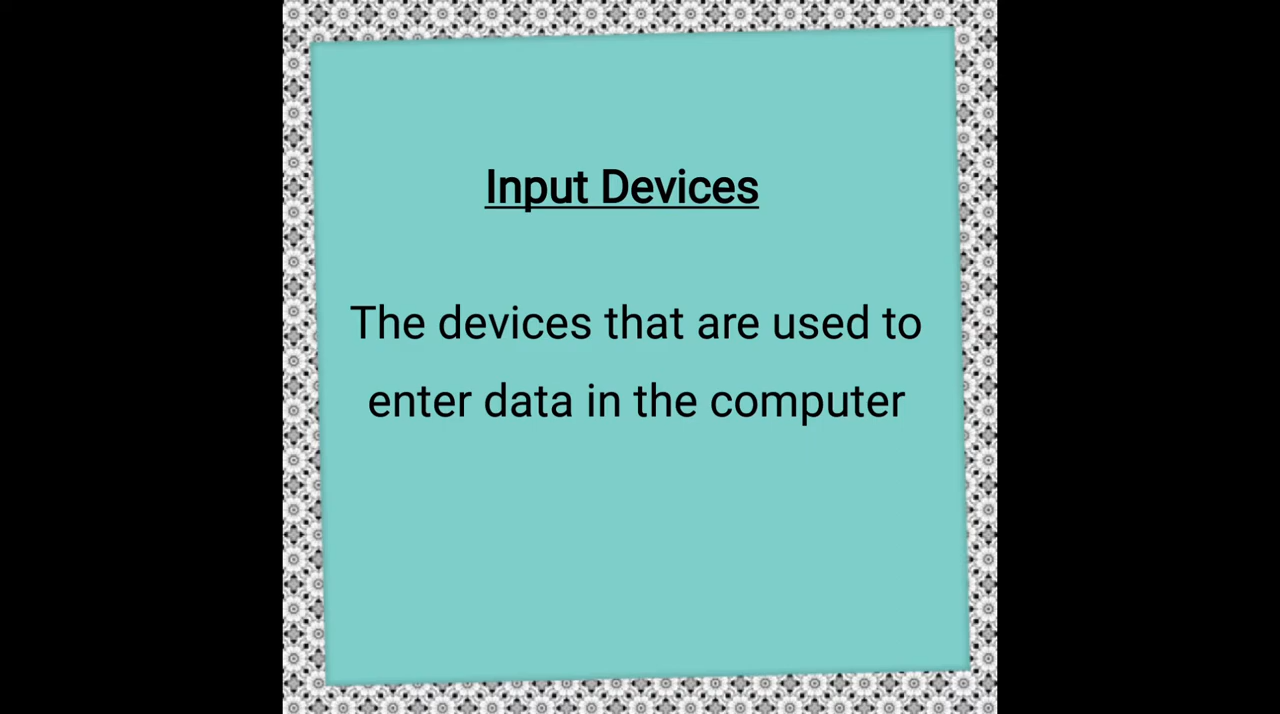 Input Devices
The devices that are used to
enter data in the computer